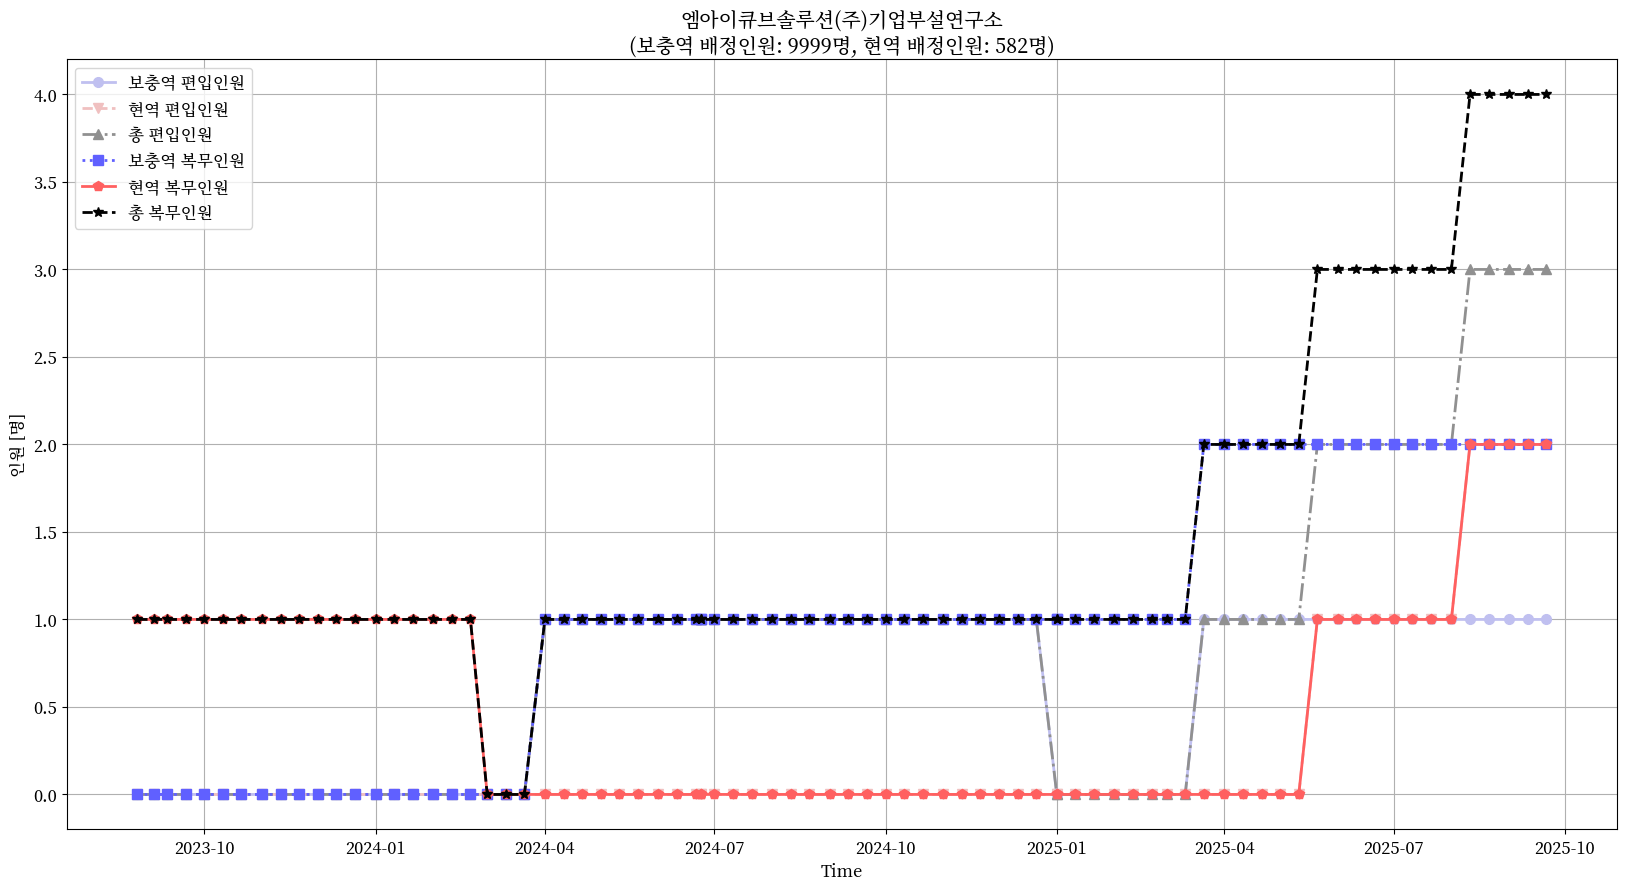 엠아이큐브솔루션(주)기업부설연구소
(보충역 배정인원: 9999명, 현역 배정인원: 582명)
보충역 편입인원
현역 편입인원
총 편입인원
보충역 복무인원
현역 복무인원
총 복무인원
4.0
3.5
3.0
2.5
2.0
1.5
1.0
0.5
0.0
인원 [명]
2023-10 2024-01 2024-04 2024-07 2024-10 2025-01 2025-04 2025-07 2025-10
Time